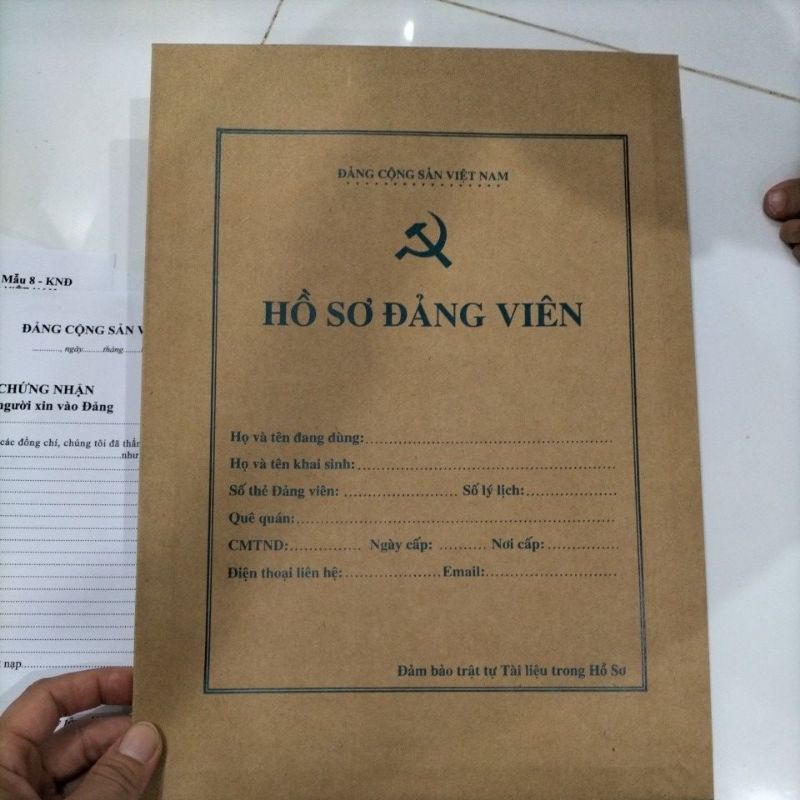 ĐẢNG CỘNG SẢN VIỆT NAM
HỒ SƠ ĐẢNG VIÊN
Họ và tên đang dùng:
Họ và tên khai sinh:
Số thẻ Đảng viên: Số lý lịch:
Quê quán:
CMTND: Ngày cấp: Nơi cấp:
Điện thoại liên hệ: Email:
Đảm bảo trật tự Tài liệu trong Hồ Sơ
Mẫu 8 - KNĐ
ĐẢNG CỘNG SẢN
, ngày tháng
CHỨNG NHẬN
người xin vào Đảng
các đồng chí, chúng tôi đã
như
nạp